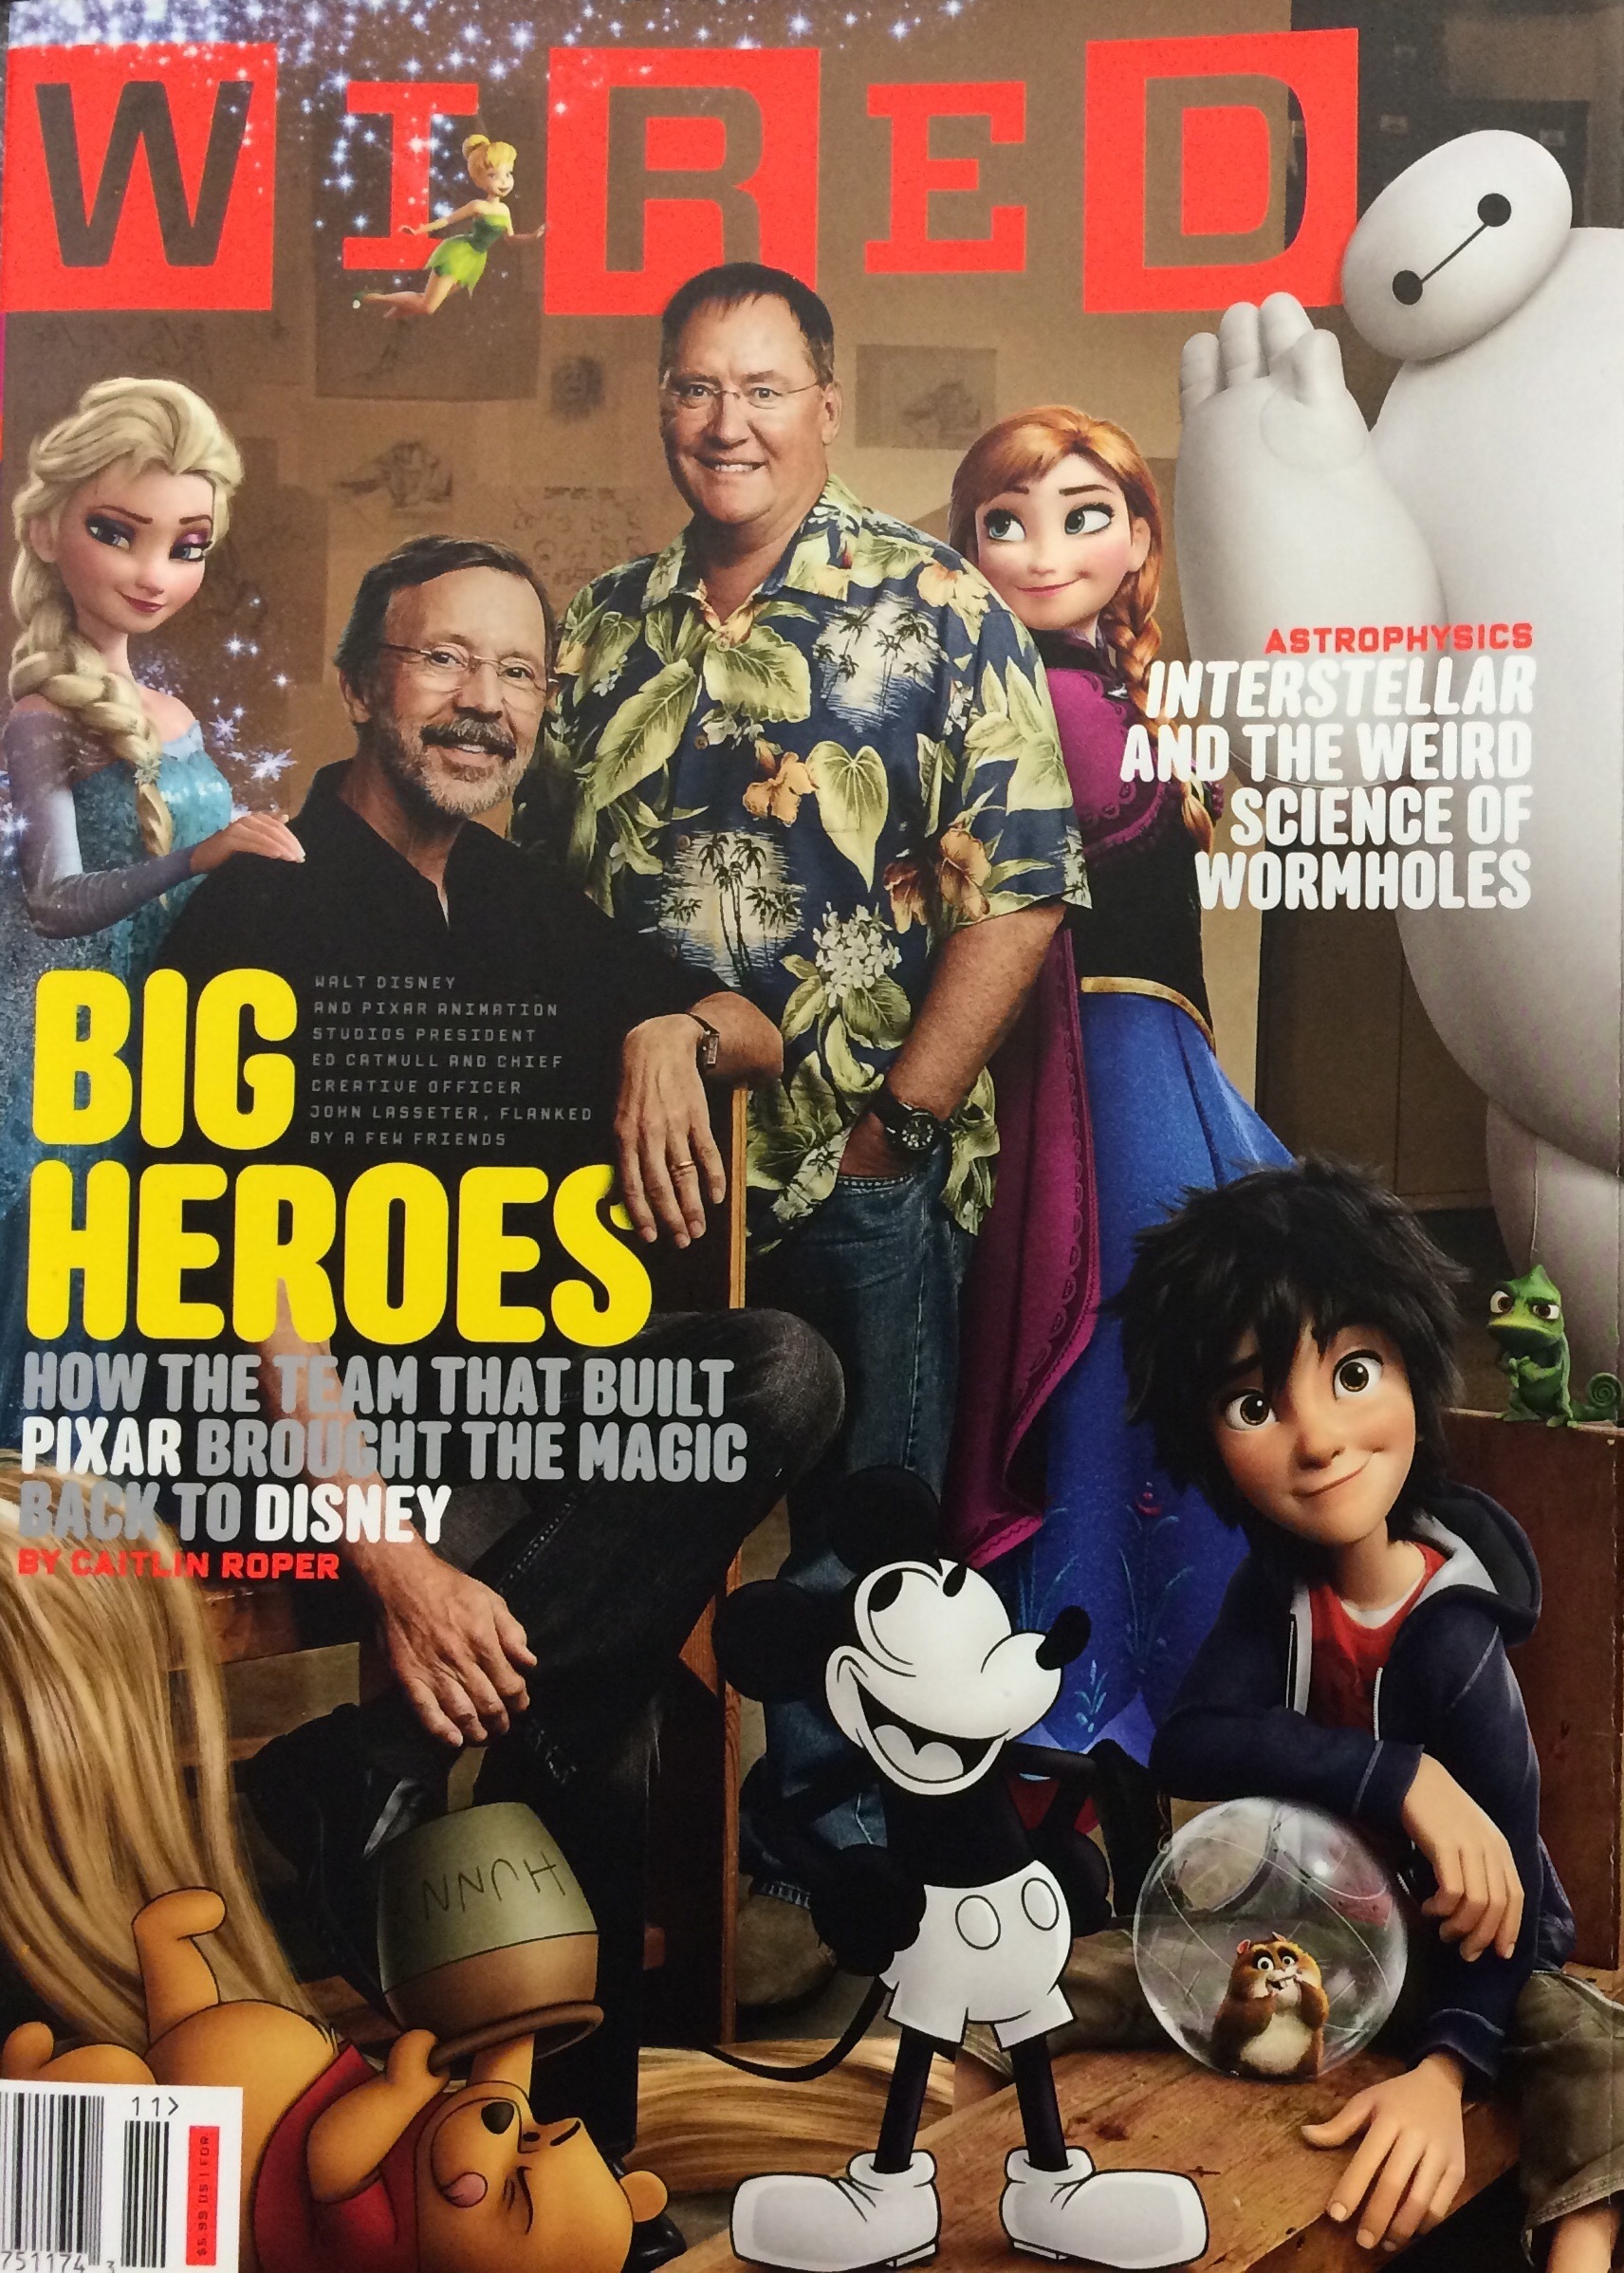 WIRED
ASTROPHYSICS
INTERSTELLAR
AND THE WEIRD
SCIENCE OF
WORMHOLES
BIG
HEROES
WALT DISNEY
AND PIXAR ANIMATION
STUDIOS PRESIDENT
ED CATMULL AND CHIEF
CREATIVE OFFICER
JOHN LASSETER, FLANKED
BY A FEW FRIENDS
HOW THE TEAM THAT BUILT
PIXAR BROUGHT THE MAGIC
BACK TO DISNEY
BY CAITLIN ROPER
HUNN
11>
$5.99 US | FOR
751174 3